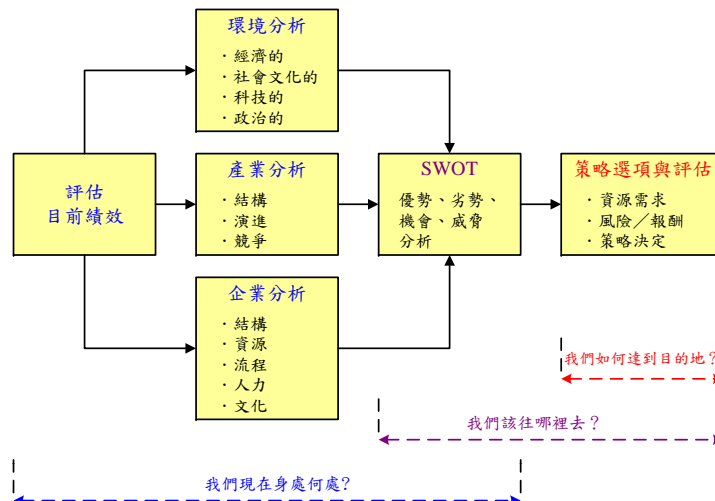 環境分析
・經濟的
・社會文化的
・科技的
・政治的
評估
目前績效
產業分析
・結構
・演進
・競爭
SWOT
優勢、劣勢、
機會、威脅
分析
策略選項與評估
・資源需求
・風險／報酬
・策略決定
企業分析
・結構
・資源
・流程
・人力
・文化
我們如何達到目的地?
我們該往哪裡去？
我們現在身處何處?